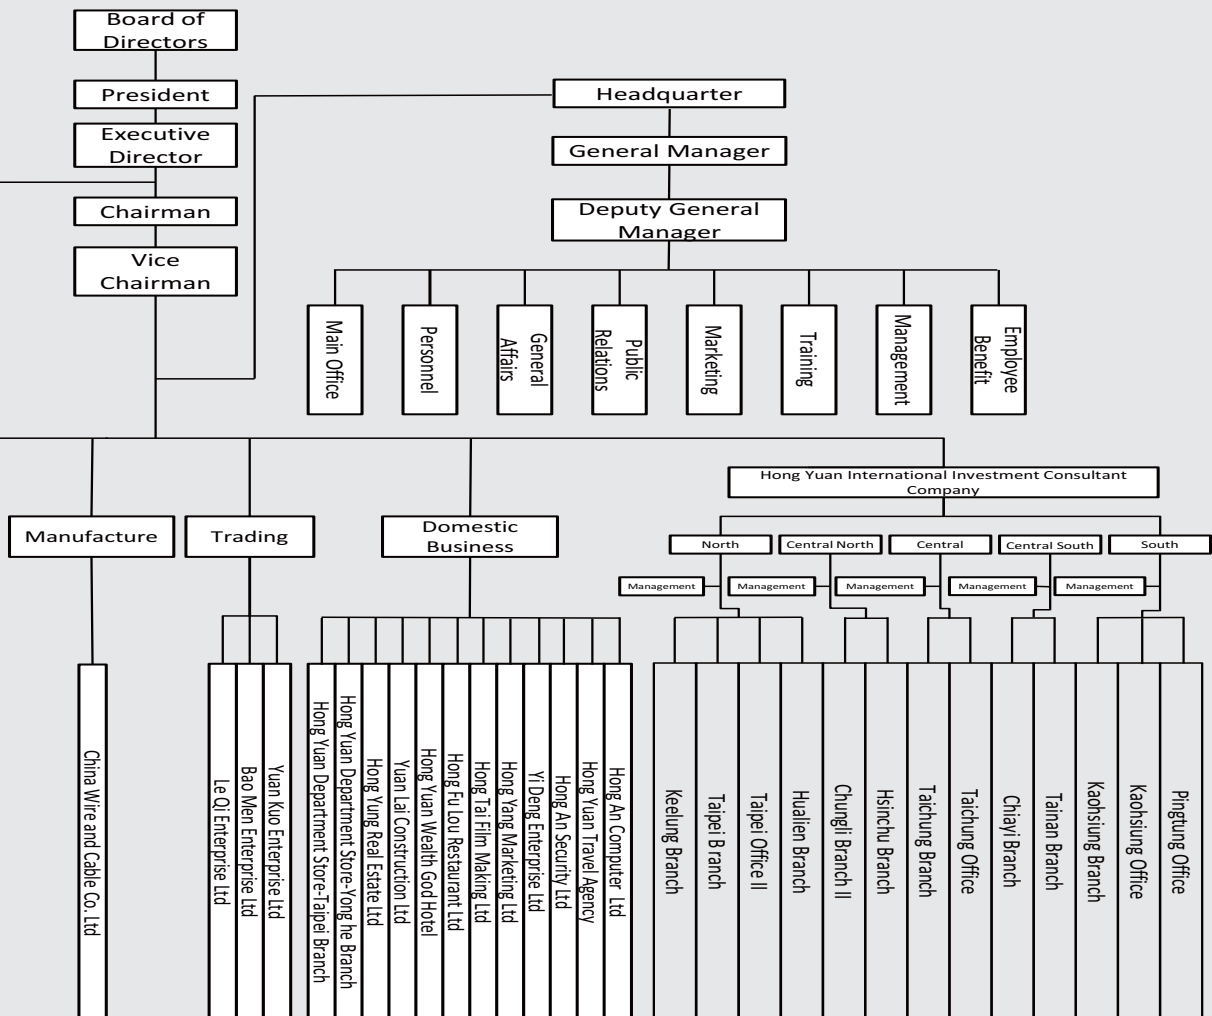 Board of
Directors
President
Executive
Director
Chairman
Vice
Chairman
Headquarter
General Manager
Deputy General
Manager
Main Office
Personnel
General
Affairs
Public
Relations
Marketing
Training
Management
Employee
Benefit
Hong Yuan International Investment Consultant
Company
Manufacture
Trading
Domestic
Business
North
Central North
Central
Central South
South
Management
Management
Management
Management
Management
China Wire and Cable Co. Ltd
Le Qi Enterprise Ltd
Bao Men Enterprise Ltd
Yuan Kuo Enterprise Ltd
Hong Yuan Department Store-Taipei Branch
Hong Yuan Department Store-Yong he Branch
Hong Yung Real Estate Ltd
Yuan Lai Construction Ltd
Hong Yuan Wealth God Hotel
Hong Fu Lou Restaurant Ltd
Hong Tai Film Making Ltd
Hong Yang Marketing Ltd
Yi Deng Enterprise Ltd
Hong An Security Ltd
Hong Yuan Travel Agency
Hong An Computer Ltd
Keelung Branch
Taipei Branch
Taipei Office II
Hualien Branch
Chungli Branch II
Hsinchu Branch
Taichung Branch
Taichung Office
Chiayi Branch
Tainan Branch
Kaohsiung Branch
Kaohsiung Office
Pingtung Office